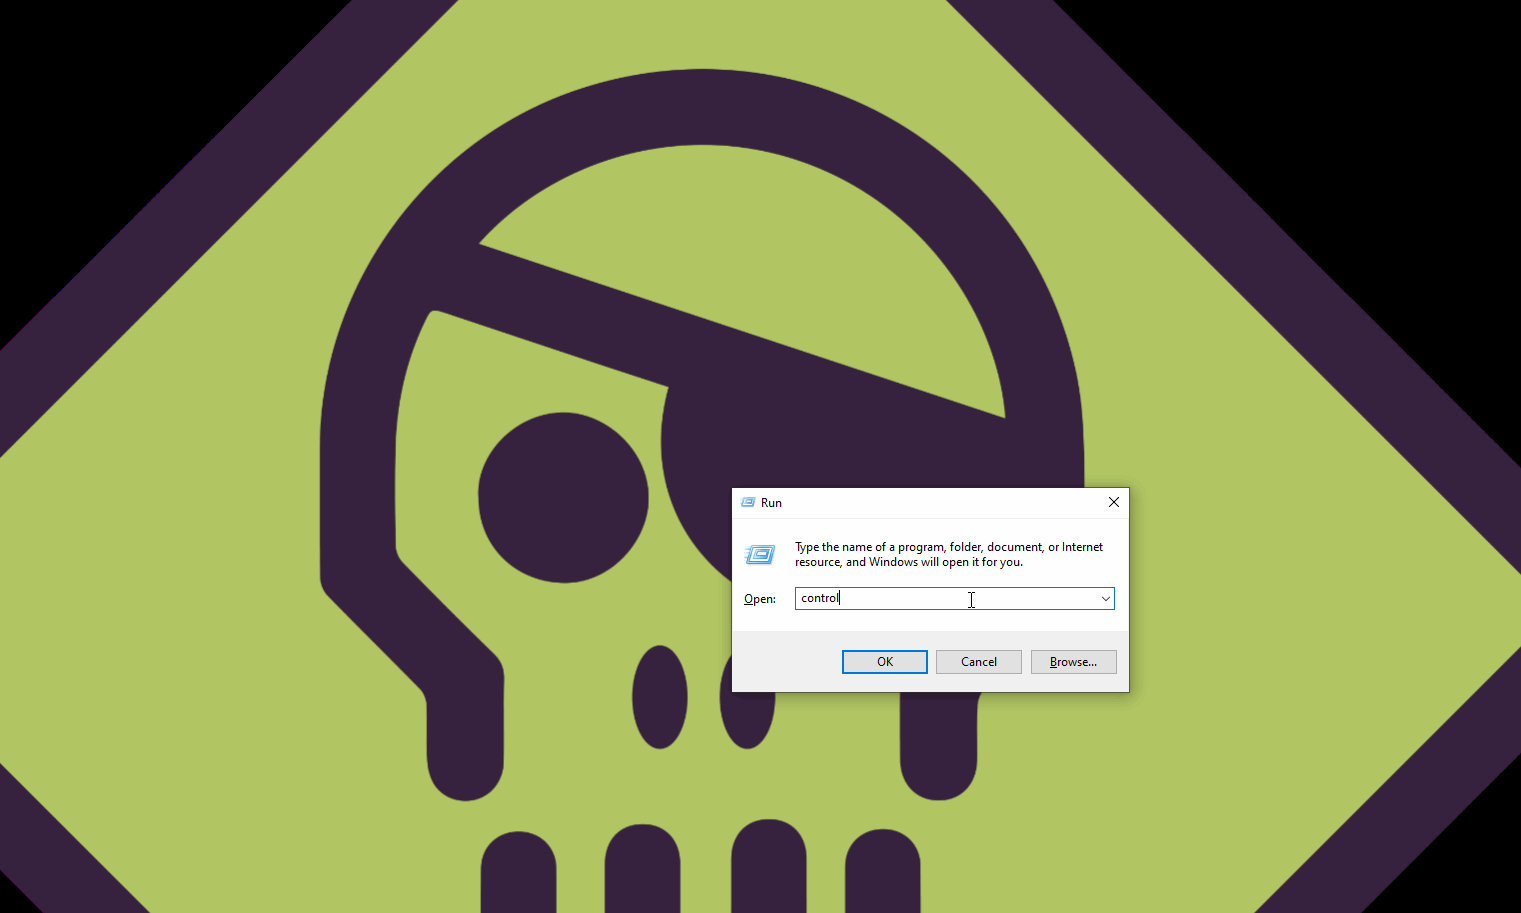 Run
Type the name of a program, folder, document, or Internet
resource, and Windows will open it for you.
Open: control
OK Cancel Browse...